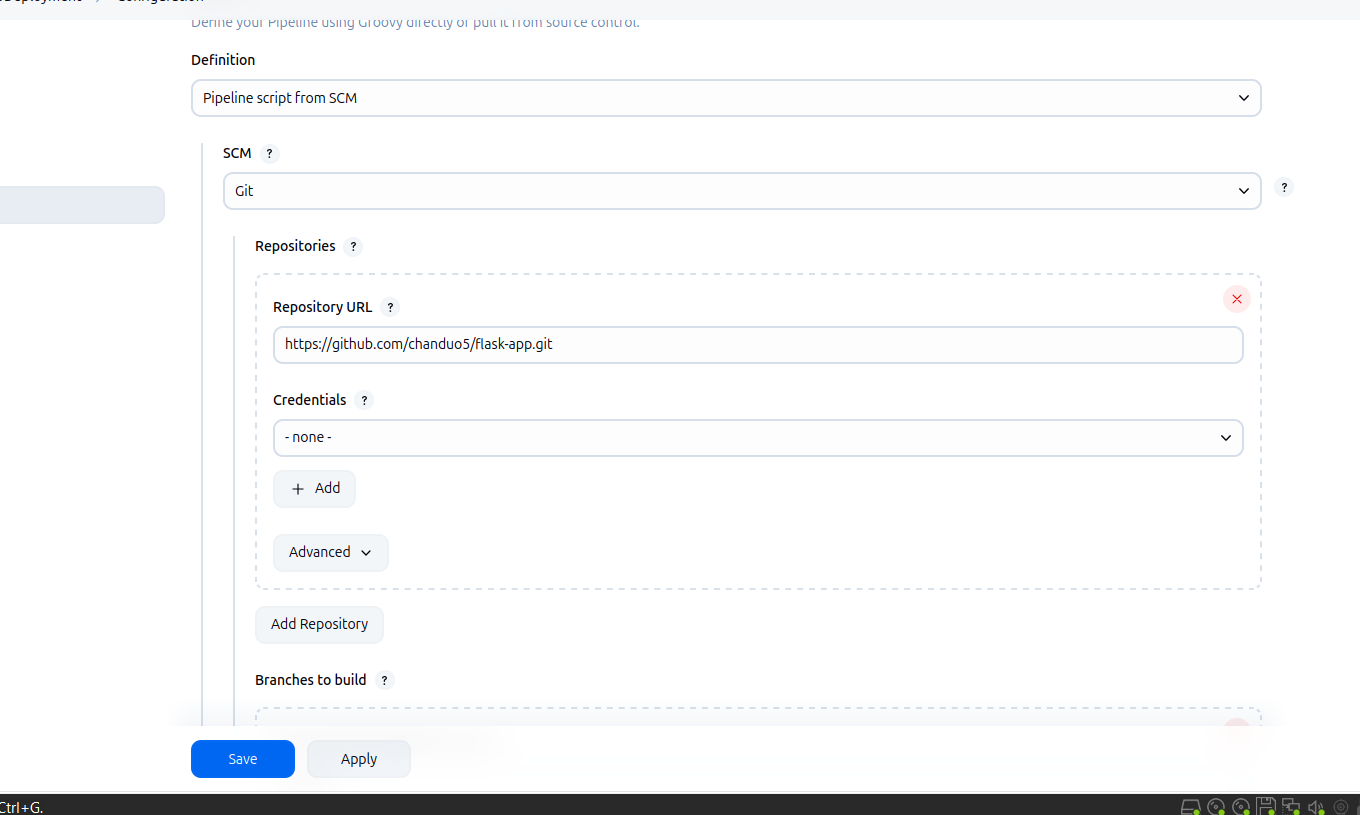 Configuration
Define your Pipeline using Groovy directly or pull it from source control.
Definition
Pipeline script from SCM
SCM ?
Git
?
Repositories ?
Repository URL ?
https://github.com/chanduo5/flask-app.git
Credentials ?
- none -
+ Add
Advanced
Add Repository
Branches to build ?
Save
Apply
Ctrl+G.